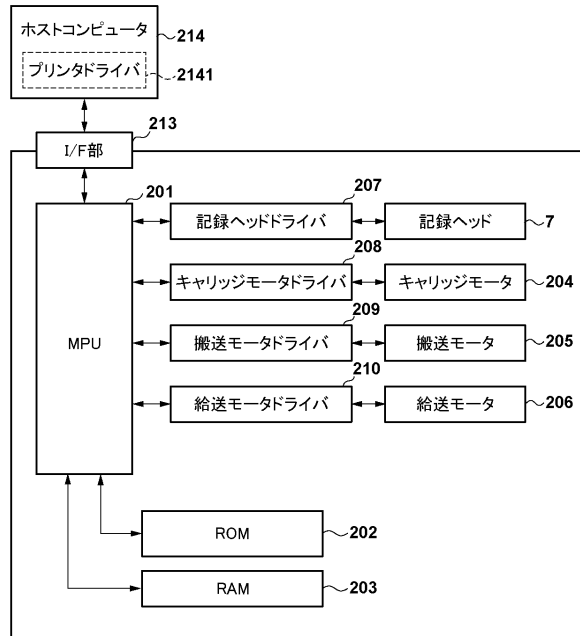 ホストコンピュータ
214
プリンタドライバ
2141
213
I/F部
201
MPU
207
記録ヘッドドライバ
記録ヘッド
7
208
キャリッジモータドライバ
キャリッジモータ
204
209
搬送モータドライバ
搬送モータ
205
210
給送モータドライバ
給送モータ
206
ROM
202
RAM
203